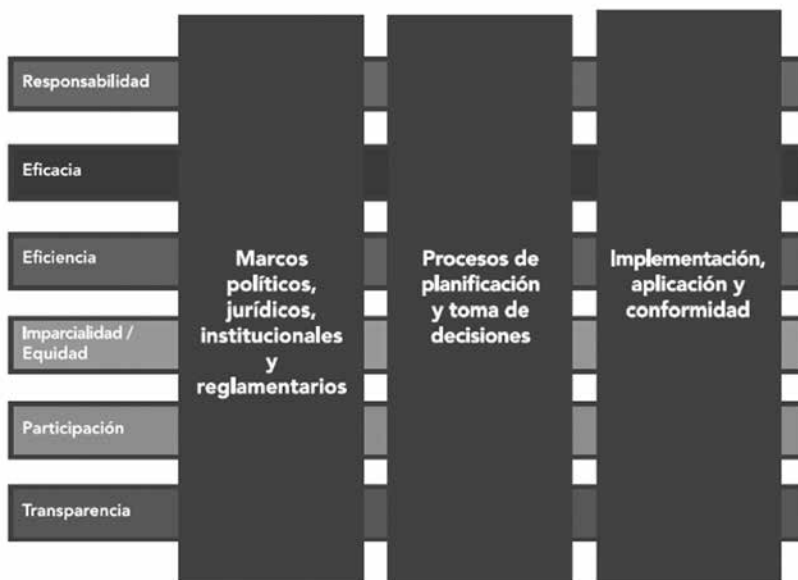 Responsabilidad
Eficacia
Eficiencia
Imparcialidad /
Equidad
Participación
Transparencia
Marcos
políticos,
jurídicos,
institucionales
y
reglamentarios
Procesos de
planificación
y toma de
decisiones
Implementación,
aplicación y
conformidad